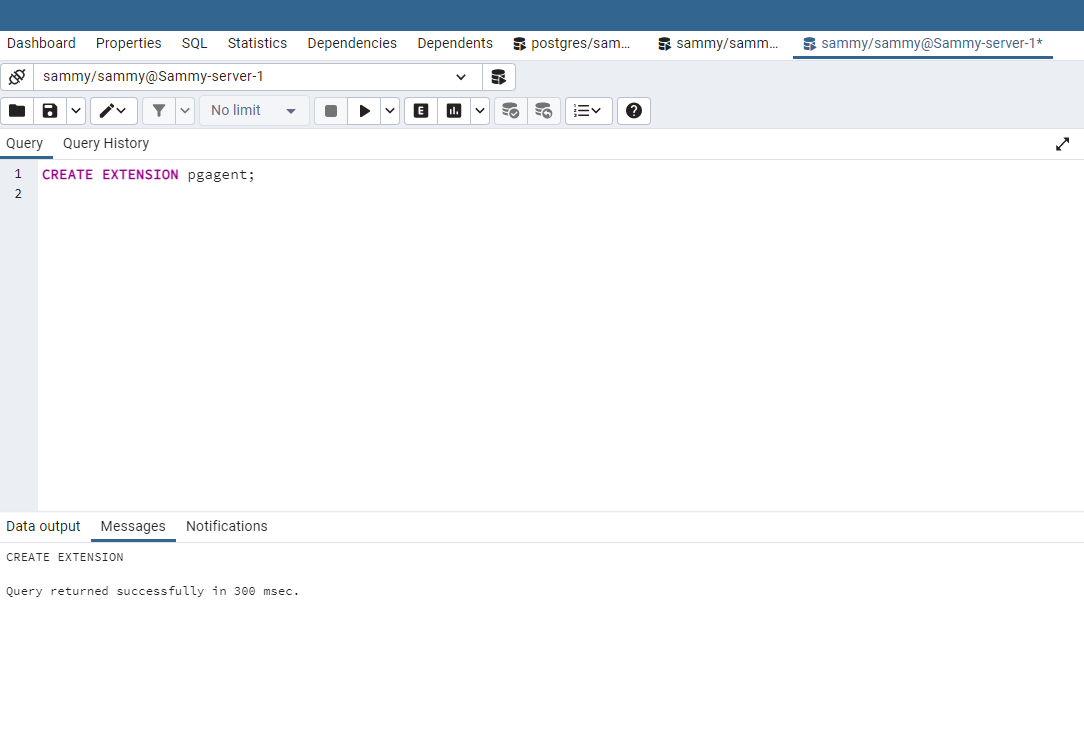 Dashboard Properties SQL Statistics Dependencies Dependents postgres/sam... sammy/samm... sammy/sammy@Sammy-server-1*
sammy/sammy@Sammy-server-1
No limit E
Query Query History
1 CREATE EXTENSION pgagent;
2
Data output Messages Notifications
CREATE EXTENSION
Query returned successfully in 300 msec.